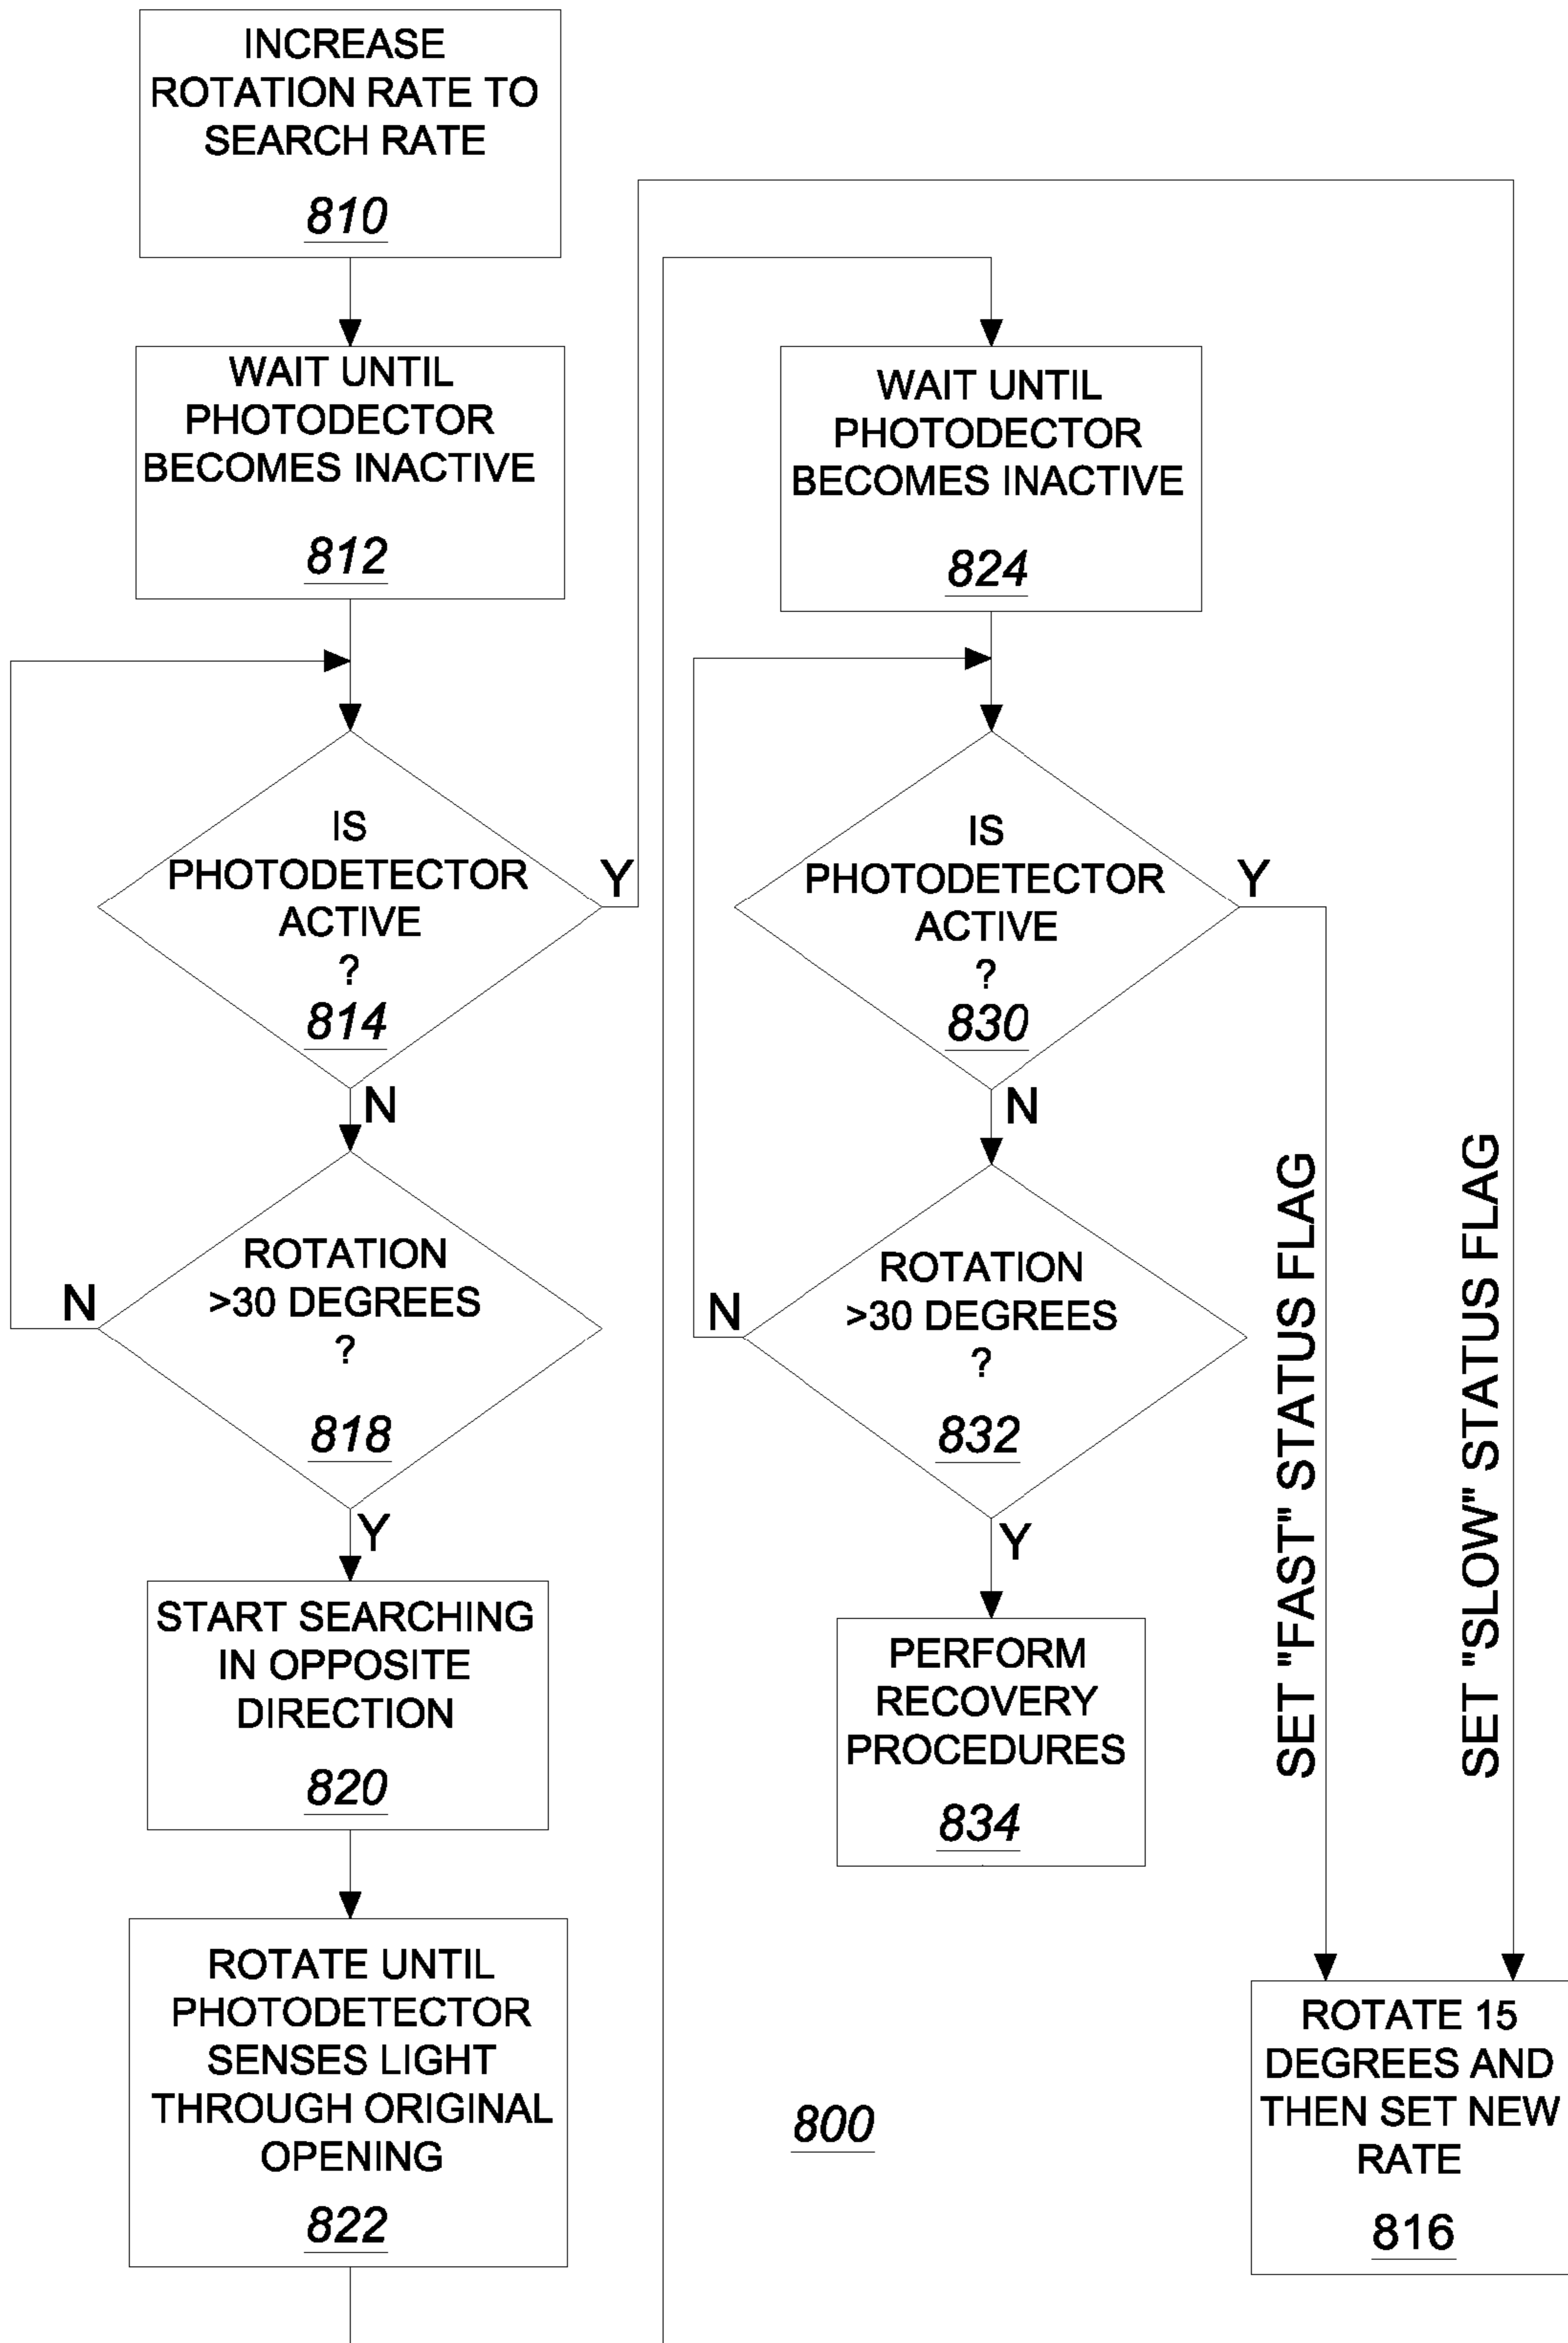 INCREASE
ROTATION RATE TO
SEARCH RATE
810
WAIT UNTIL
PHOTODECTOR
BECOMES INACTIVE
812
IS
PHOTODETECTOR
ACTIVE
?
814
Y
N
ROTATION
>30 DEGREES
?
818
N
Y
START SEARCHING
IN OPPOSITE
DIRECTION
820
ROTATE UNTIL
PHOTODETECTOR
SENSES LIGHT
THROUGH ORIGINAL
OPENING
822
WAIT UNTIL
PHOTODECTOR
BECOMES INACTIVE
824
IS
PHOTODETECTOR
ACTIVE
?
830
Y
N
ROTATION
>30 DEGREES
?
832
N
Y
PERFORM
RECOVERY
PROCEDURES
834
SET "FAST" STATUS FLAG
SET "SLOW" STATUS FLAG
ROTATE 15
DEGREES AND
THEN SET NEW
RATE
816
800